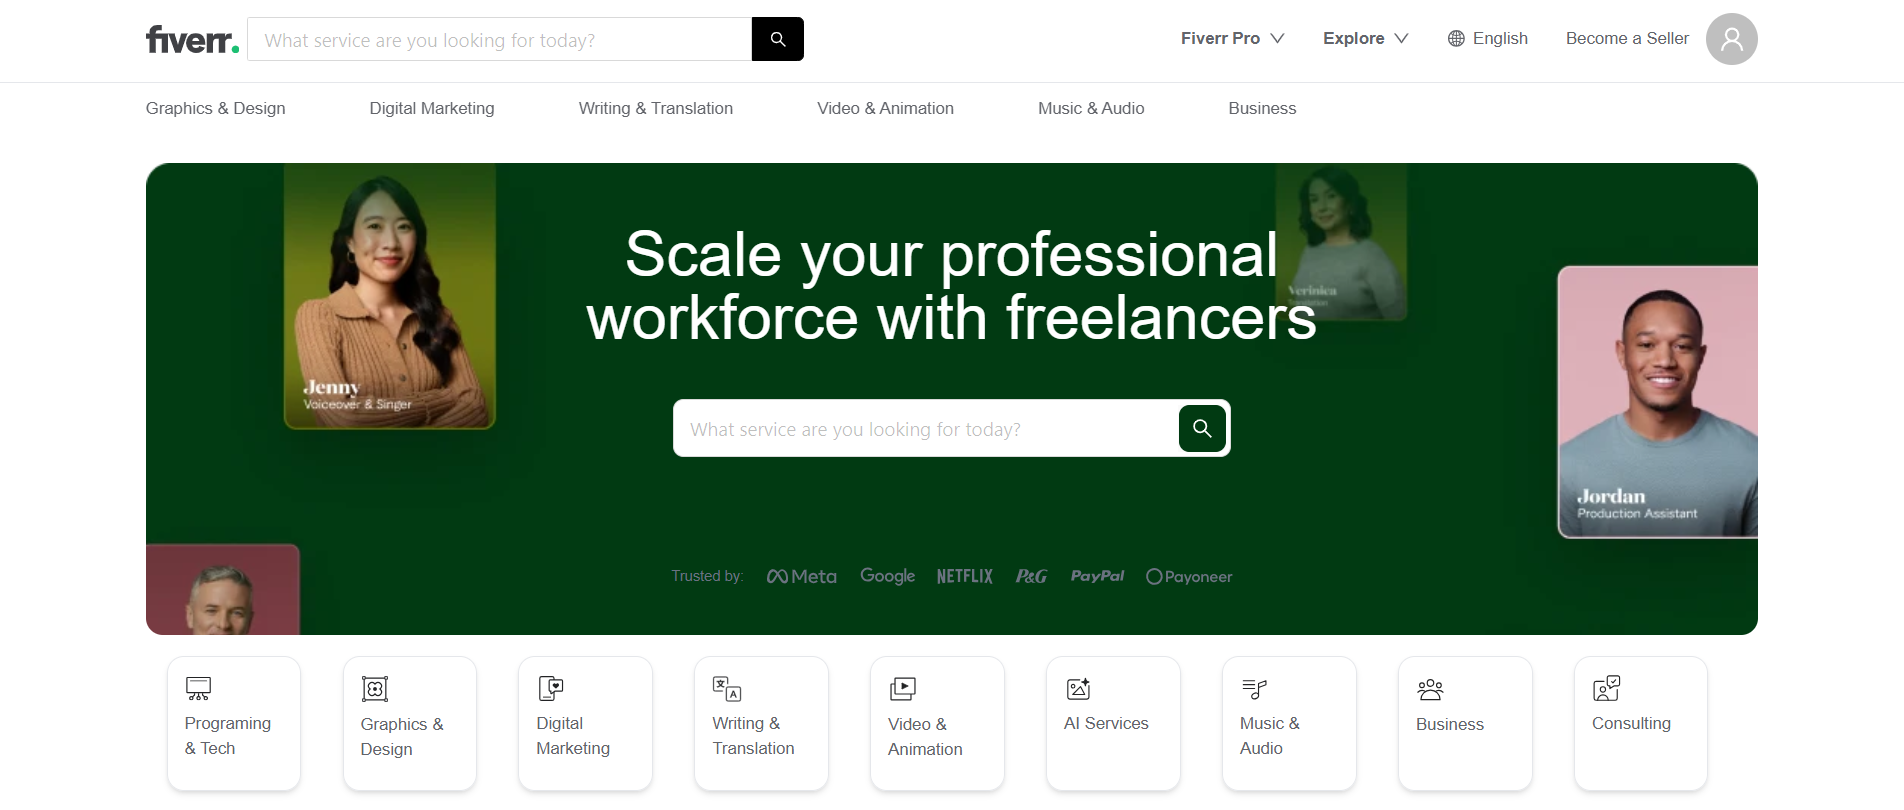 fiverr.
What service are you looking for today?
Fiverr Pro
Explore
English
Become a Seller
Graphics & Design
Digital Marketing
Writing & Translation
Video & Animation
Music & Audio
Business
Scale your professional
workforce with freelancers
Jenny
Voiceover & Singer
Verinica
Translation
What service are you looking for today?
Jordan
Production Assistant
Trusted by:
Meta
Google
NETFLIX
P&G
PayPal
Payoneer
Programing
& Tech
Graphics &
Design
Digital
Marketing
文 A
Writing &
Translation
Video &
Animation
AI Services
Music &
Audio
Business
Consulting